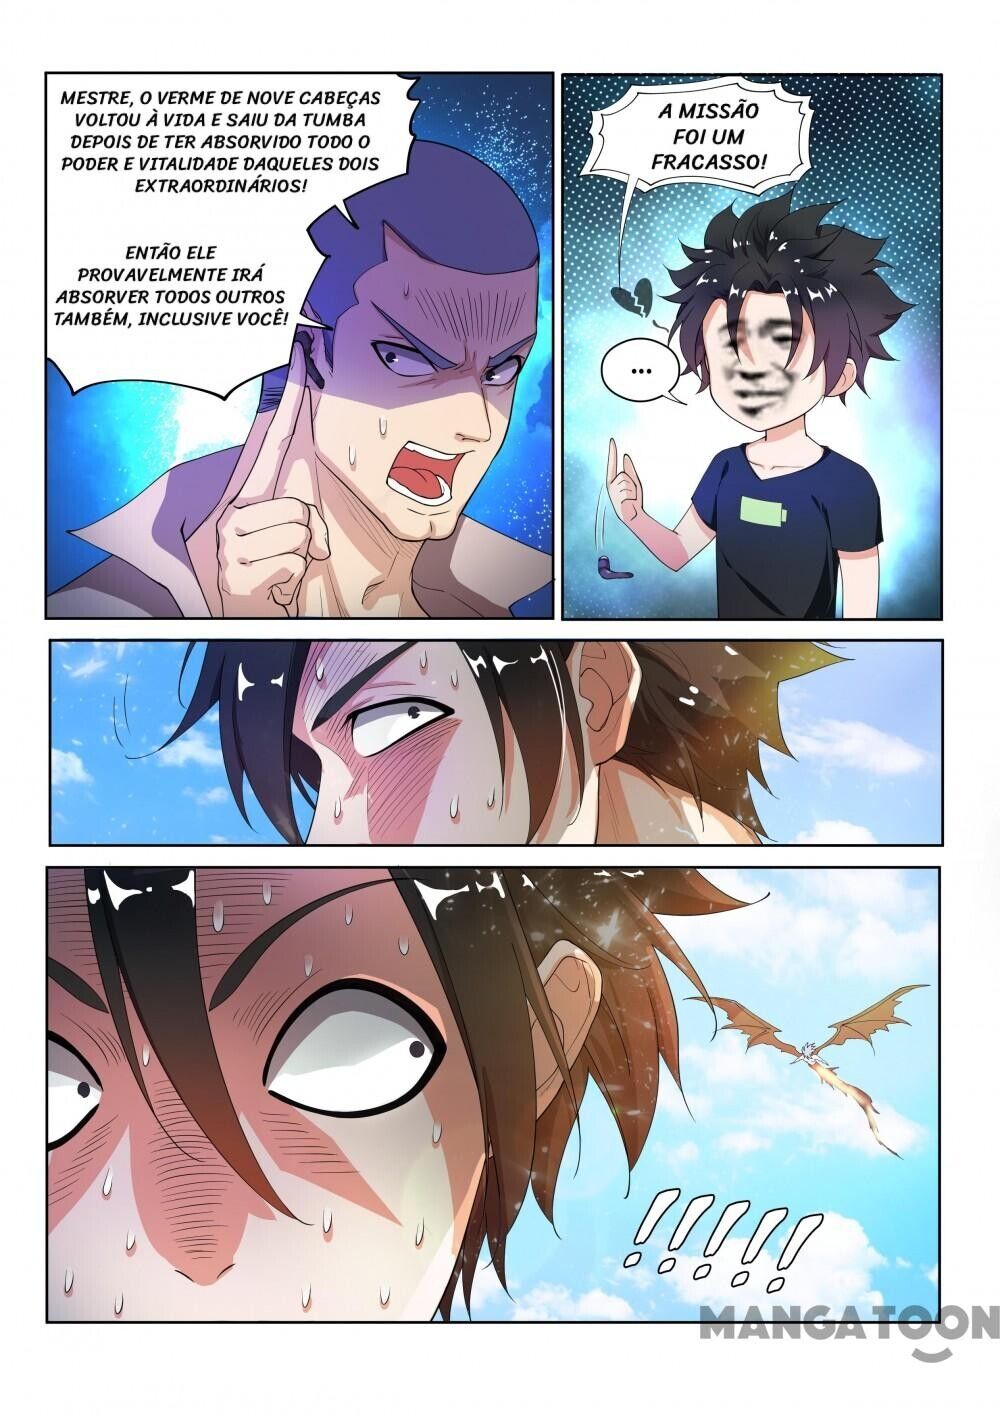 MESTRE, O VERME DE NOVE CABEÇAS
VOLTOU À VIDA E SAIU DA TUMBA
DEPOIS DE TER ABSORVIDO TODO O
PODER E VITALIDADE DAQUELES DOIS
EXTRAORDINÁRIOS!
ENTÃO ELE
PROVAVELMENTE IRÁ
ABSORVER TODOS OUTROS
TAMBÉM, INCLUSIVE VOCÊ!
A MISSÃO
FOI UM
FRACASSO!
...
!!!!!
MANGATOON